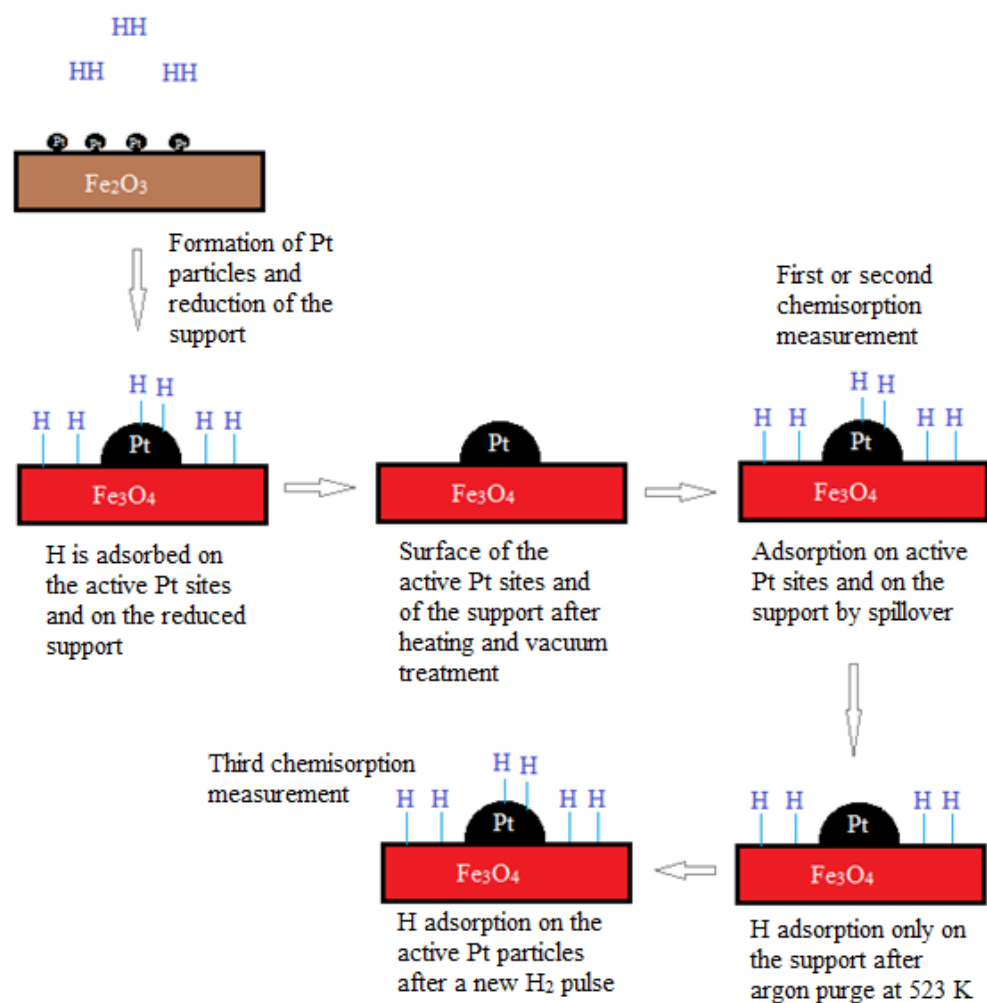 HH
HH HH
Pt Pt Pt Pt
Fe₂O₃
Formation of Pt
particles and
reduction of the
support
First or second
chemisorption
measurement
H H
H H H H
Pt
Fe₃O₄
H is adsorbed on
the active Pt sites
and on the reduced
support
Pt
Fe₃O₄
Surface of the
active Pt sites and
of the support after
heating and vacuum
treatment
H H
H H H H
Pt
Fe₃O₄
Adsorption on active
Pt sites and on the
support by spillover
H H H H
Pt
Fe₃O₄
H adsorption only on
the support after
argon purge at 523 K
Third chemisorption
measurement
H H
H H H H
Pt
Fe₃O₄
H adsorption on the
active Pt particles
after a new H₂ pulse